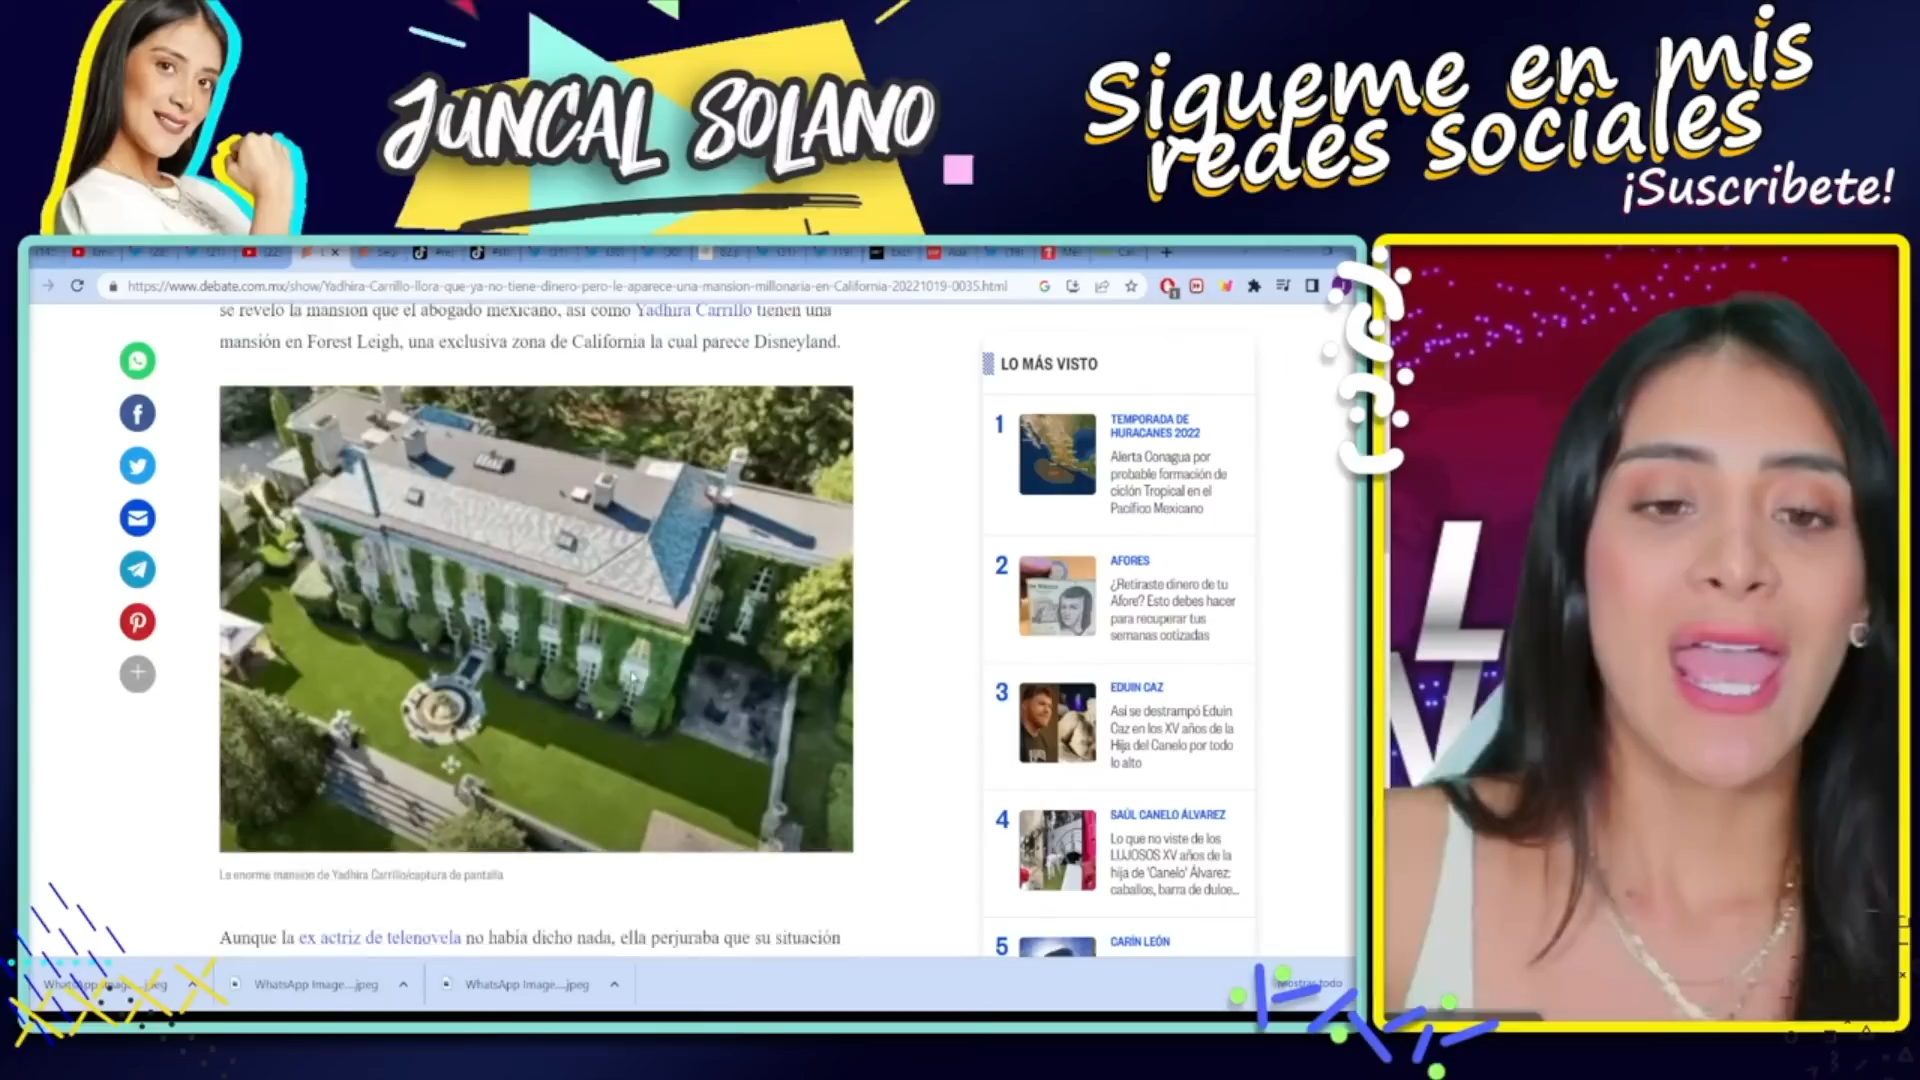 JUNCAL SOLANO
Sigueme en mis
redes sociales
¡Suscribete!
https://www.debate.com.mx/show/Yadhira-Carrillo-llora-que-ya-no-tiene-dinero-pero-le-aparece-una-mansion-millonaria-en-California-20221019-0035.html
se reveló la mansión que el abogado mexicano, así como Yadhira Carrillo tienen una
mansión en Forest Leigh, una exclusiva zona de California la cual parece Disneyland.
La enorme mansión de Yadhira Carrillo/captura de pantalla
Aunque la ex actriz de telenovela no había dicho nada, ella perjuraba que su situación
LO MÁS VISTO
1
TEMPORADA DE
HURACANES 2022
Alerta Conagua por
probable formación de
ciclón Tropical en el
Pacífico Mexicano
2
AFORES
¿Retiraste dinero de tu
Afore? Esto debes hacer
para recuperar tus
semanas cotizadas
3
EDUIN CAZ
Así se destrampó Eduin
Caz en los XV años de la
Hija del Canelo por todo
lo alto
4
SAÚL CANELO ÁLVAREZ
Lo que no viste de los
LUJOSOS XV años de la
hija de 'Canelo' Álvarez:
caballos, barra de dulce...
5
CARÍN LEÓN
WhatsApp Image....jpeg
WhatsApp Image....jpeg
WhatsApp Image....jpeg
Mostrar todo